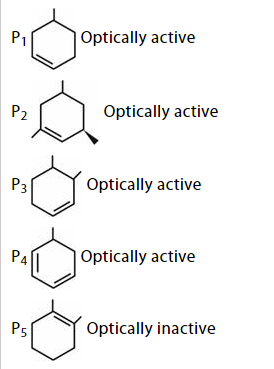 P1 Optically active
P2 Optically active
P3 Optically active
P4 Optically active
P5 Optically inactive